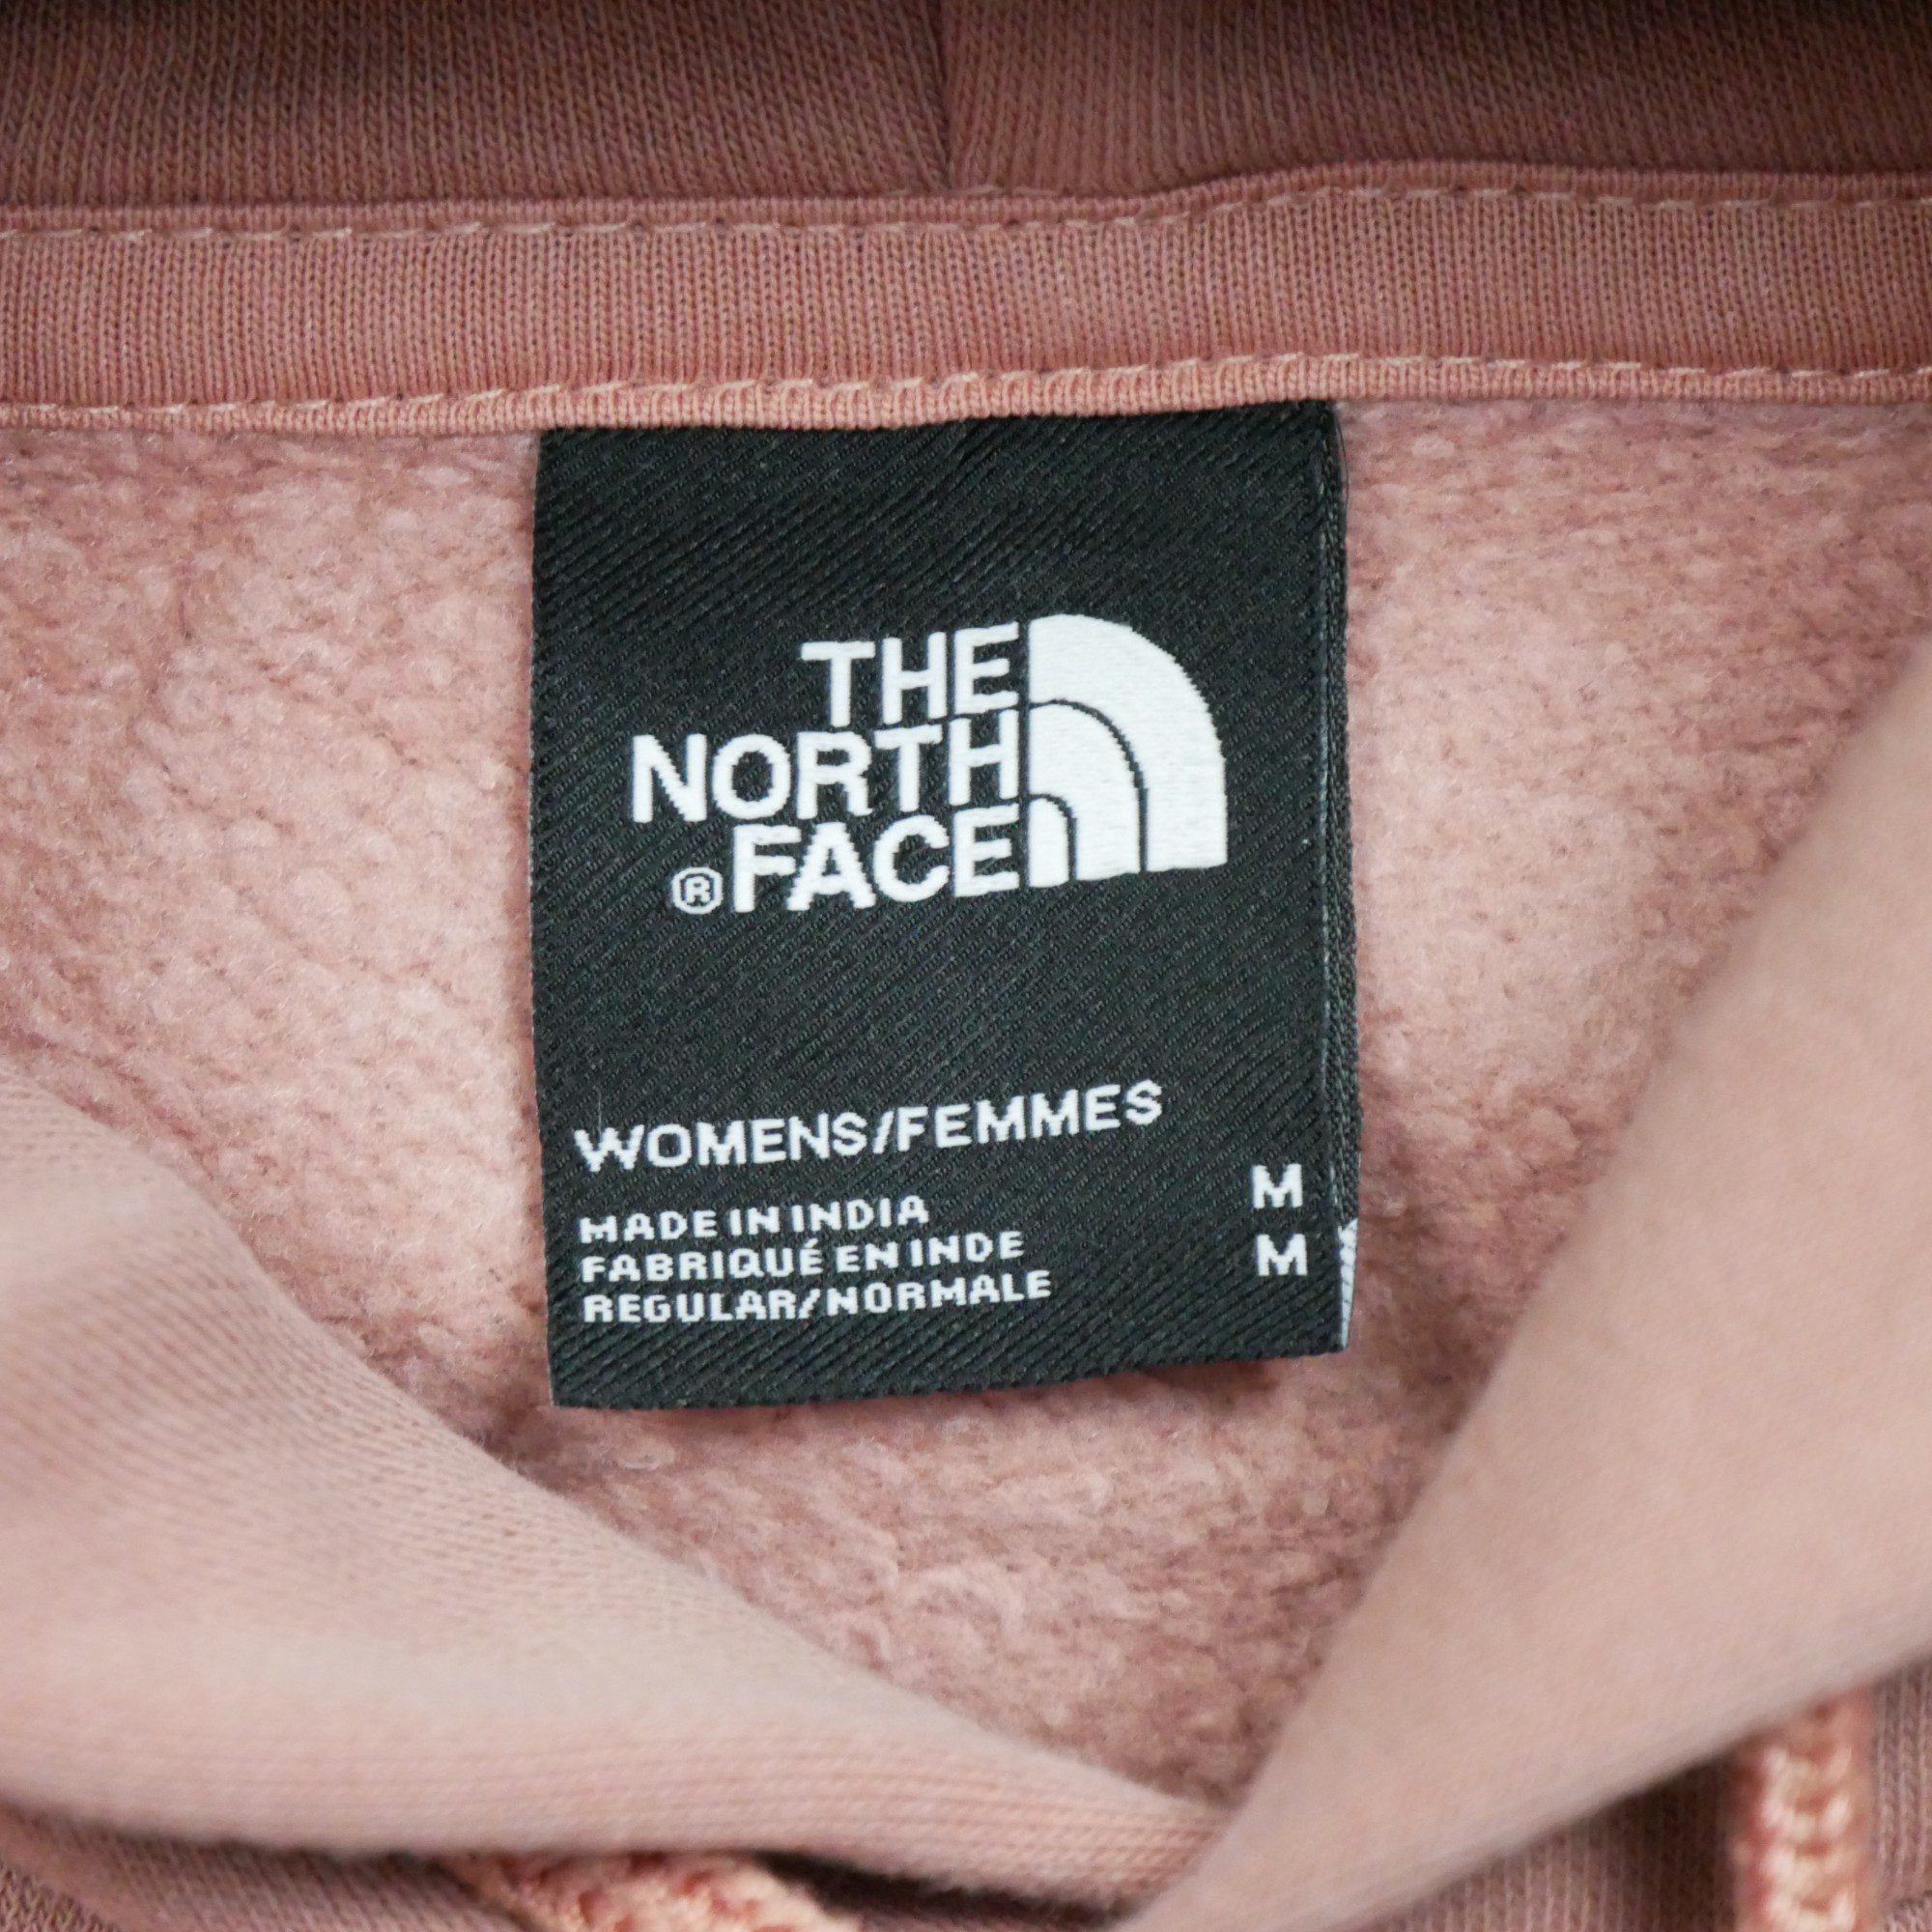 THE
NORTH
®FACE
WOMENS/FEMMES
MADE IN INDIA M
FABRIQUÉ EN INDE M
REGULAR/NORMALE